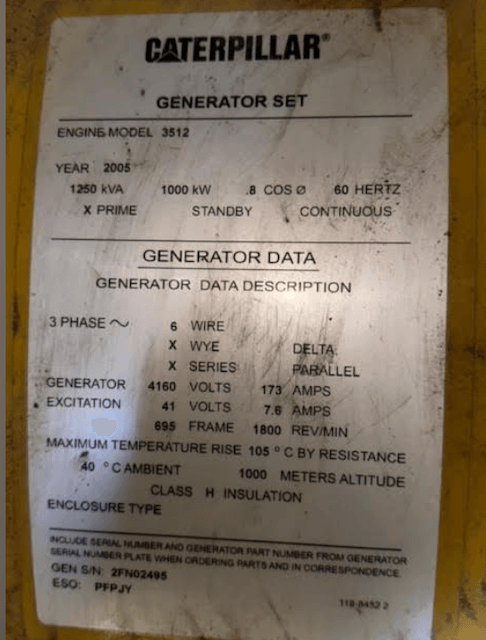 CATERPILLAR®
GENERATOR SET
ENGINE MODEL 3512
YEAR 2005
1250 kVA 1000 kW .8 COS Ø 60 HERTZ
X PRIME STANDBY CONTINUOUS
GENERATOR DATA
GENERATOR DATA DESCRIPTION
3 PHASE ~ 6 WIRE
X WYE DELTA
X SERIES PARALLEL
GENERATOR 4160 VOLTS 173 AMPS
EXCITATION 41 VOLTS 7.6 AMPS
695 FRAME 1800 REV/MIN
MAXIMUM TEMPERATURE RISE 105 °C BY RESISTANCE
40 °C AMBIENT 1000 METERS ALTITUDE
CLASS H INSULATION
ENCLOSURE TYPE
INCLUDE SERIAL NUMBER AND GENERATOR PART NUMBER FROM GENERATOR
SERIAL NUMBER PLATE WHEN ORDERING PARTS AND IN CORRESPONDENCE.
GEN S/N: 2FN02495
ESO: PFPJY
118-8452 2